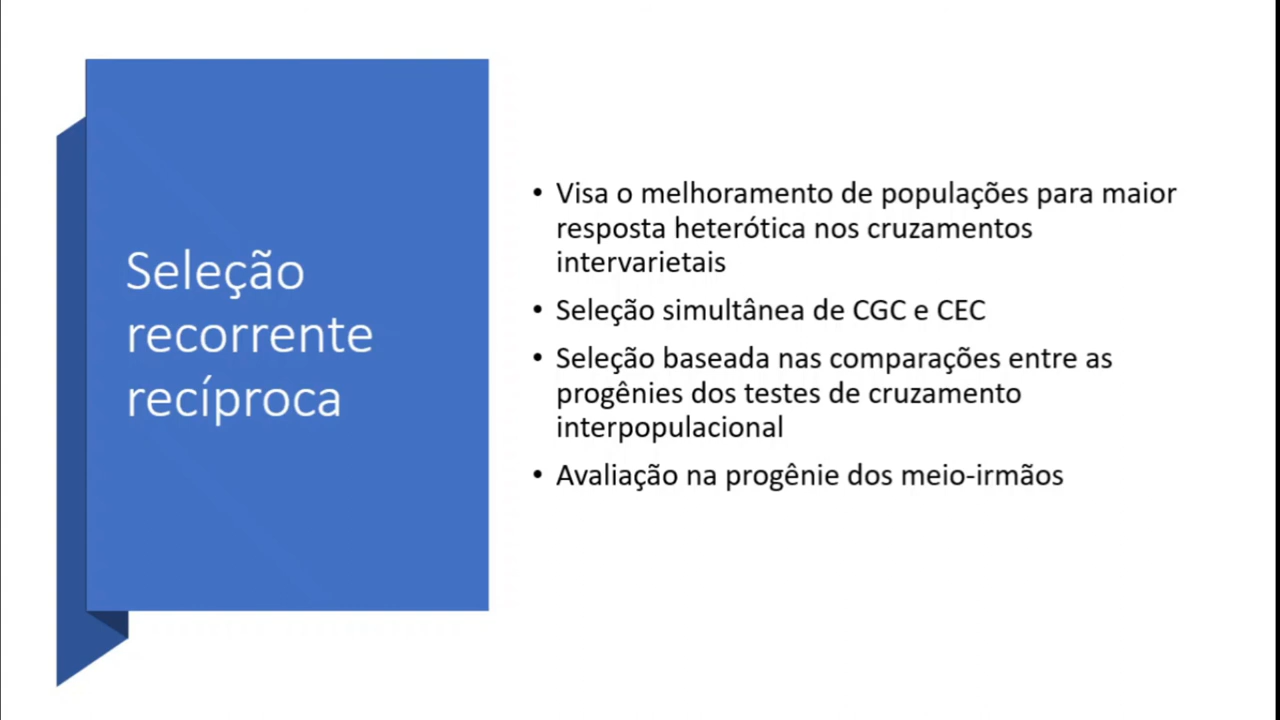 Seleção
recorrente
recíproca
• Visa o melhoramento de populações para maior
resposta heterótica nos cruzamentos
intervarietais
• Seleção simultânea de CGC e CEC
• Seleção baseada nas comparações entre as
progênies dos testes de cruzamento
interpopulacional
• Avaliação na progênie dos meio-irmãos